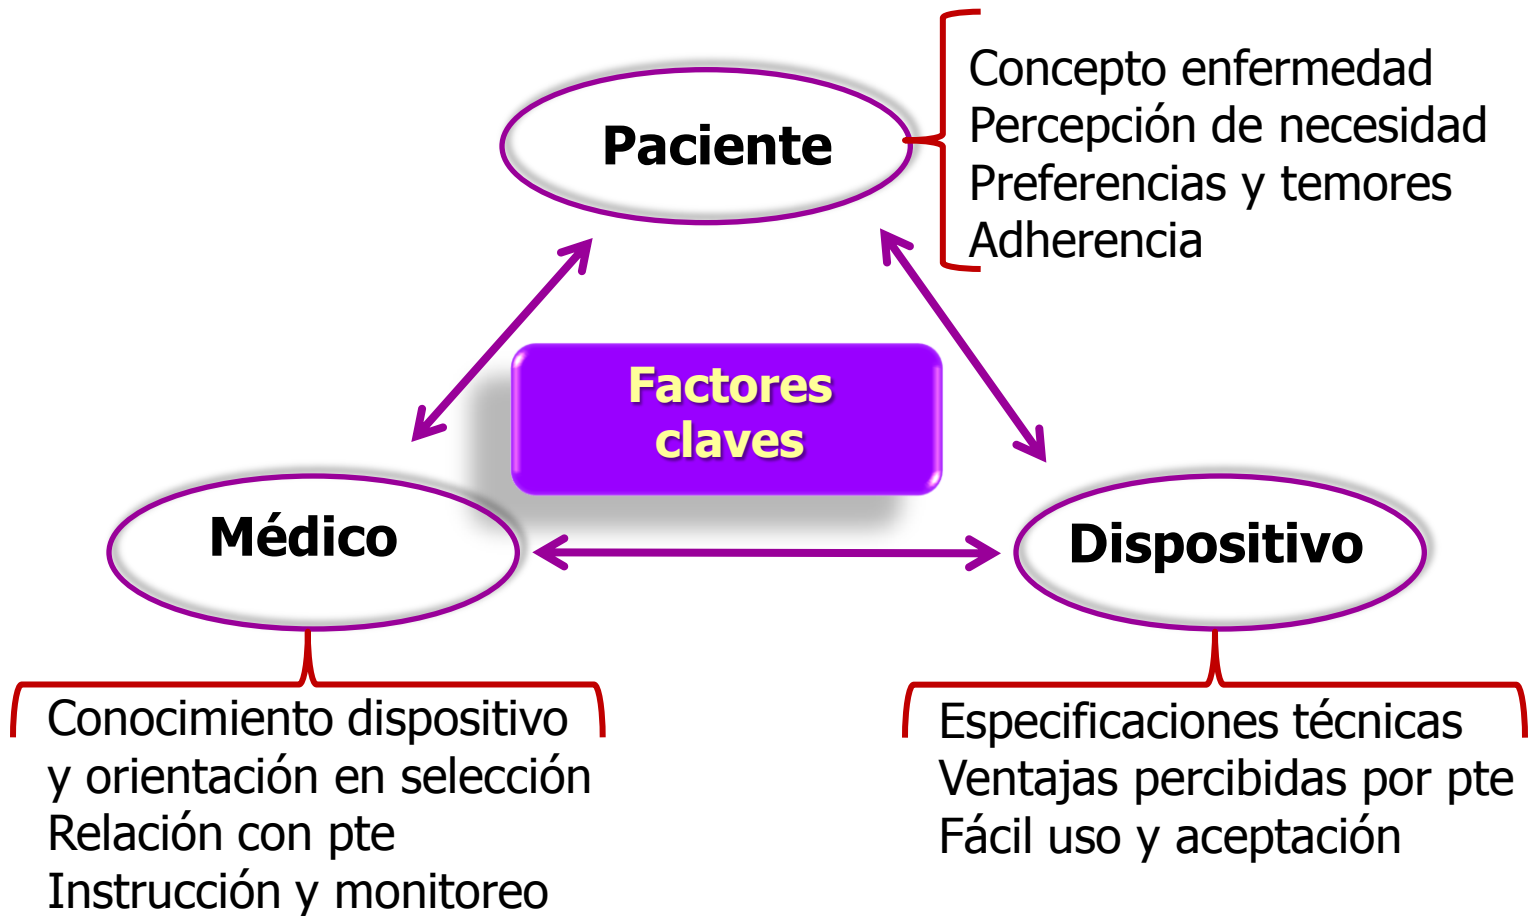 Concepto enfermedad
Percepción de necesidad
Preferencias y temores
Adherencia
Paciente
Factores
claves
Médico
Dispositivo
Conocimiento dispositivo
y orientación en selección
Relación con pte
Instrucción y monitoreo
Especificaciones técnicas
Ventajas percibidas por pte
Fácil uso y aceptación